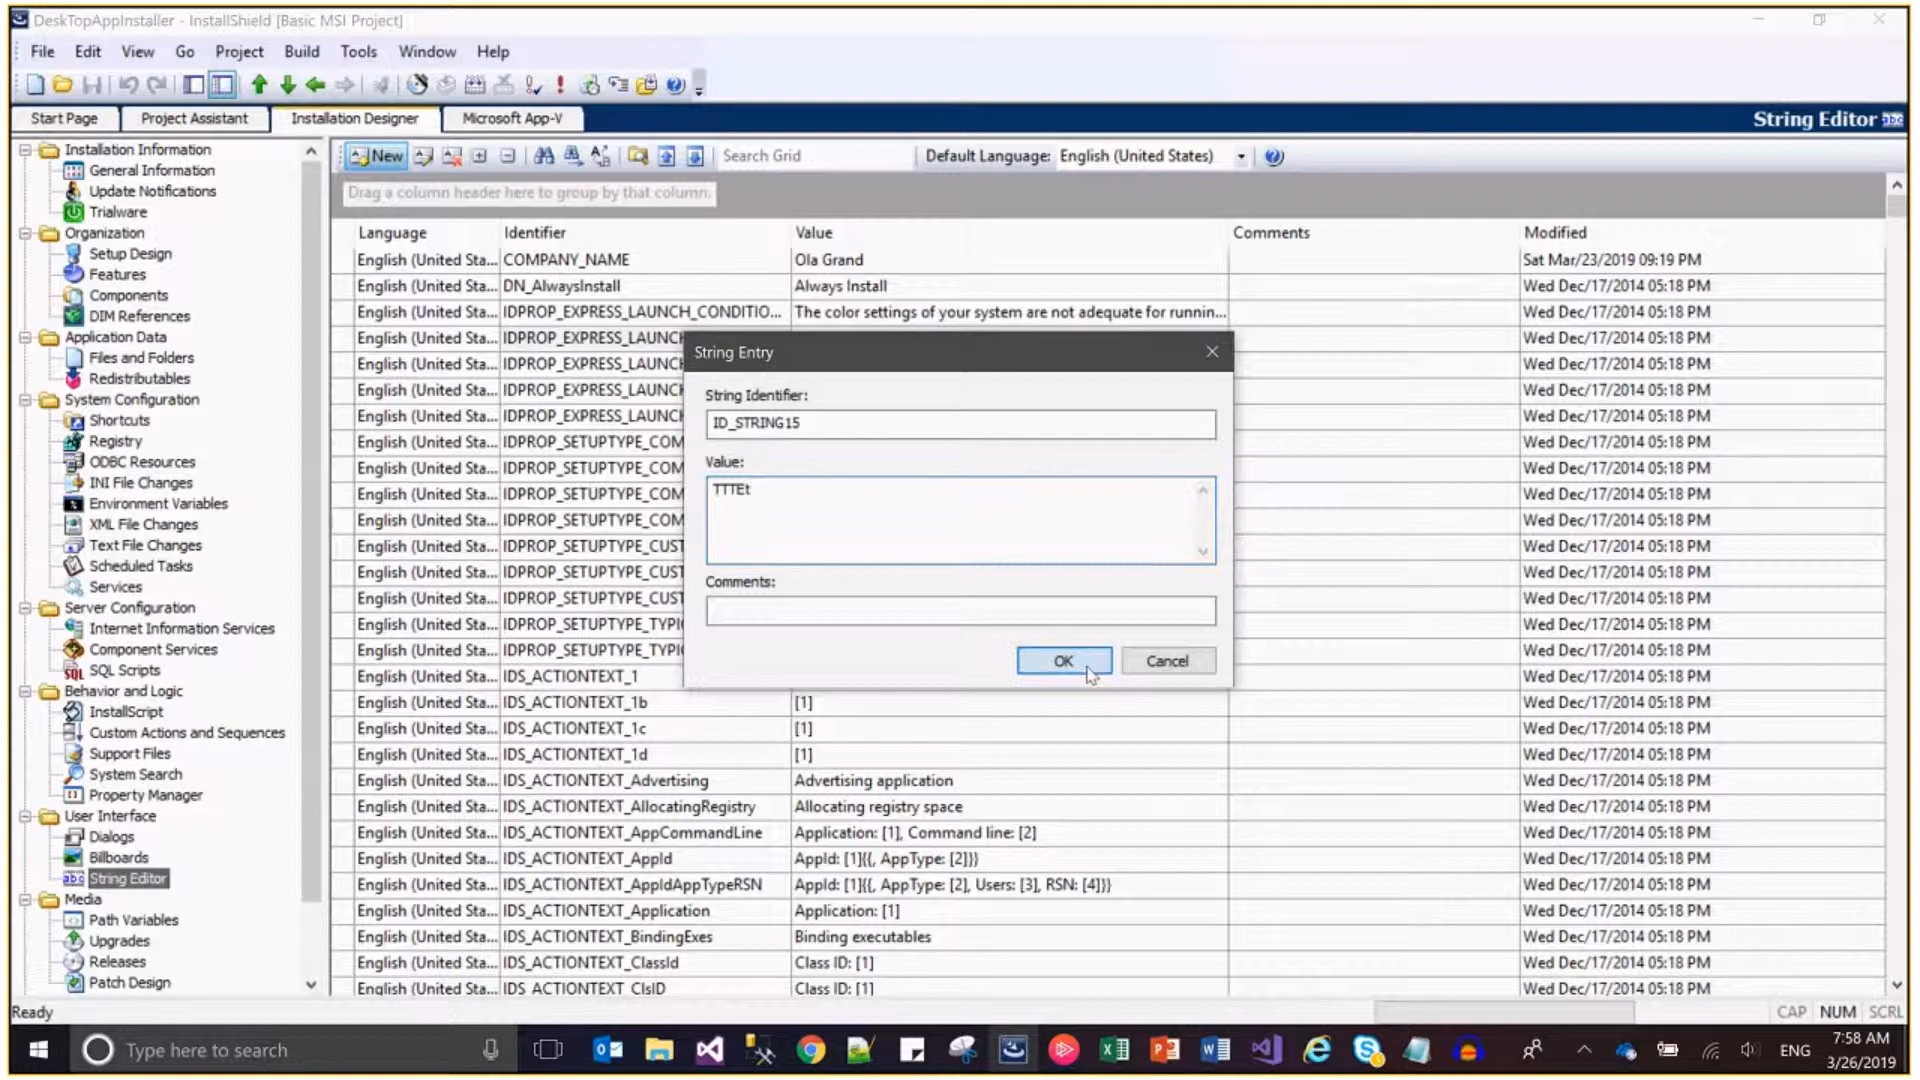 DeskTopAppInstaller - InstallShield [Basic MSI Project]
File Edit View Go Project Build Tools Window Help
Start Page Project Assistant Installation Designer Microsoft App-V String Editor abc
Installation Information
General Information
Update Notifications
Trialware
Organization
Setup Design
Features
Components
DIM References
Application Data
Files and Folders
Redistributables
System Configuration
Shortcuts
Registry
ODBC Resources
INI File Changes
Environment Variables
XML File Changes
Text File Changes
Scheduled Tasks
Services
Server Configuration
Internet Information Services
Component Services
SQL Scripts
Behavior and Logic
InstallScript
Custom Actions and Sequences
Support Files
System Search
Property Manager
User Interface
Dialogs
Billboards
abc String Editor
Media
Path Variables
Upgrades
Releases
Patch Design
New Search Grid Default Language: English (United States)
Drag a column header here to group by that column.
Language Identifier Value Comments Modified
English (United Sta... COMPANY_NAME Ola Grand Sat Mar/23/2019 09:19 PM
English (United Sta... DN_AlwaysInstall Always Install Wed Dec/17/2014 05:18 PM
English (United Sta... IDPROP_EXPRESS_LAUNCH_CONDITIO... The color settings of your system are not adequate for runnin... Wed Dec/17/2014 05:18 PM
English (United Sta... IDPROP_EXPRESS_LAUNCH Wed Dec/17/2014 05:18 PM
English (United Sta... IDPROP_EXPRESS_LAUNCH Wed Dec/17/2014 05:18 PM
English (United Sta... IDPROP_EXPRESS_LAUNCH Wed Dec/17/2014 05:18 PM
English (United Sta... IDPROP_EXPRESS_LAUNCH Wed Dec/17/2014 05:18 PM
English (United Sta... IDPROP_SETUPTYPE_COM Wed Dec/17/2014 05:18 PM
English (United Sta... IDPROP_SETUPTYPE_COM Wed Dec/17/2014 05:18 PM
English (United Sta... IDPROP_SETUPTYPE_COM Wed Dec/17/2014 05:18 PM
English (United Sta... IDPROP_SETUPTYPE_COM Wed Dec/17/2014 05:18 PM
English (United Sta... IDPROP_SETUPTYPE_CUST Wed Dec/17/2014 05:18 PM
English (United Sta... IDPROP_SETUPTYPE_CUST Wed Dec/17/2014 05:18 PM
English (United Sta... IDPROP_SETUPTYPE_CUST Wed Dec/17/2014 05:18 PM
English (United Sta... IDPROP_SETUPTYPE_TYPI Wed Dec/17/2014 05:18 PM
English (United Sta... IDPROP_SETUPTYPE_TYPI Wed Dec/17/2014 05:18 PM
English (United Sta... IDS_ACTIONTEXT_1 Wed Dec/17/2014 05:18 PM
English (United Sta... IDS_ACTIONTEXT_1b [1] Wed Dec/17/2014 05:18 PM
English (United Sta... IDS_ACTIONTEXT_1c [1] Wed Dec/17/2014 05:18 PM
English (United Sta... IDS_ACTIONTEXT_1d [1] Wed Dec/17/2014 05:18 PM
English (United Sta... IDS_ACTIONTEXT_Advertising Advertising application Wed Dec/17/2014 05:18 PM
English (United Sta... IDS_ACTIONTEXT_AllocatingRegistry Allocating registry space Wed Dec/17/2014 05:18 PM
English (United Sta... IDS_ACTIONTEXT_AppCommandLine Application: [1], Command line: [2] Wed Dec/17/2014 05:18 PM
English (United Sta... IDS_ACTIONTEXT_AppId AppId: [1]{{, AppType: [2]}} Wed Dec/17/2014 05:18 PM
English (United Sta... IDS_ACTIONTEXT_AppIdAppTypeRSN AppId: [1]{{, AppType: [2], Users: [3], RSN: [4]}} Wed Dec/17/2014 05:18 PM
English (United Sta... IDS_ACTIONTEXT_Application Application: [1] Wed Dec/17/2014 05:18 PM
English (United Sta... IDS_ACTIONTEXT_BindingExes Binding executables Wed Dec/17/2014 05:18 PM
English (United Sta... IDS_ACTIONTEXT_ClassId Class ID: [1] Wed Dec/17/2014 05:18 PM
English (United Sta... IDS_ACTIONTEXT_ClsID Class ID: [1] Wed Dec/17/2014 05:18 PM
String Entry
String Identifier:
ID_STRING15
Value:
TTTEt
Comments:
OK Cancel
Ready CAP NUM SCRL
Type here to search ENG 7:58 AM
3/26/2019